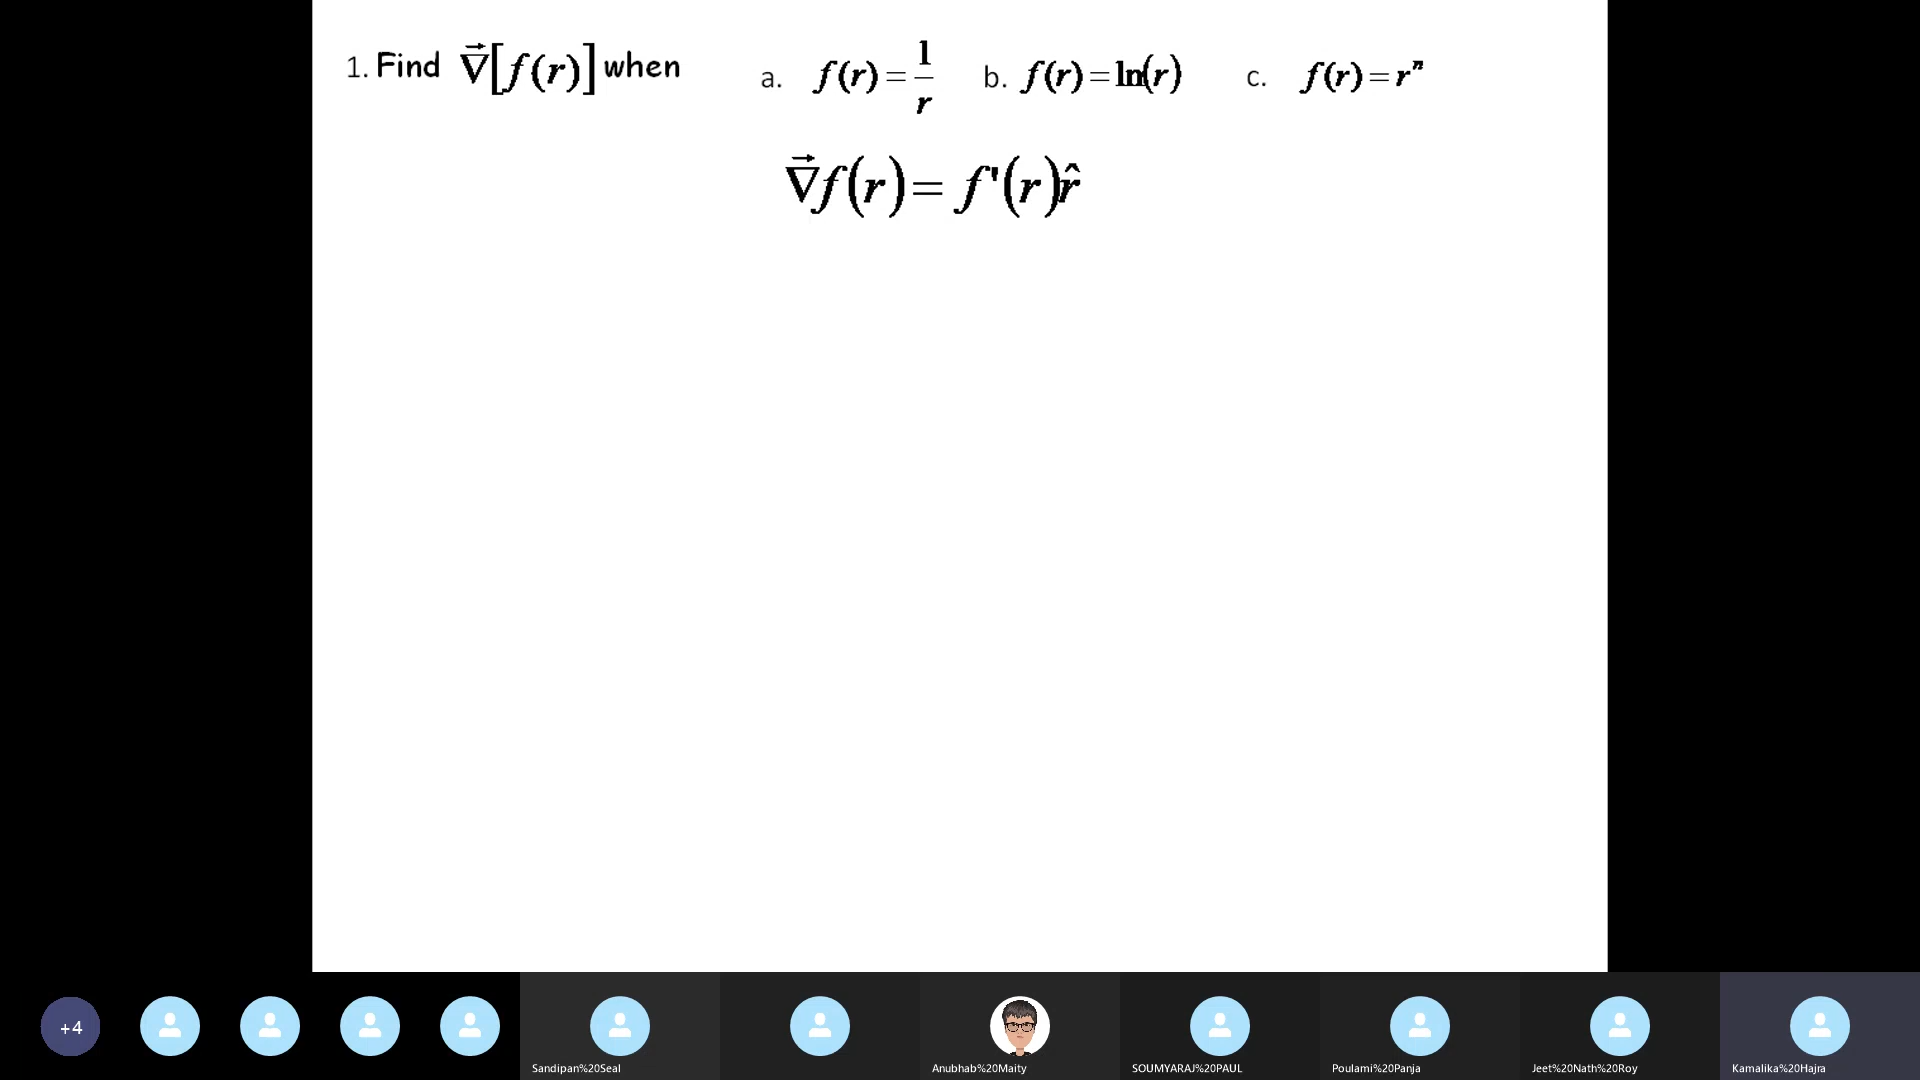 1. Find ∇⃗[f(r)] when a. f(r) = 1/r b. f(r) = ln(r) c. f(r) = rⁿ
∇⃗f(r) = f'(r)r̂
+4
Sandipan%20Seal
Anubhab%20Maity
SOUMYARAJ%20PAUL
Poulami%20Panja
Jeet%20Nath%20Roy
Kamalika%20Hajra